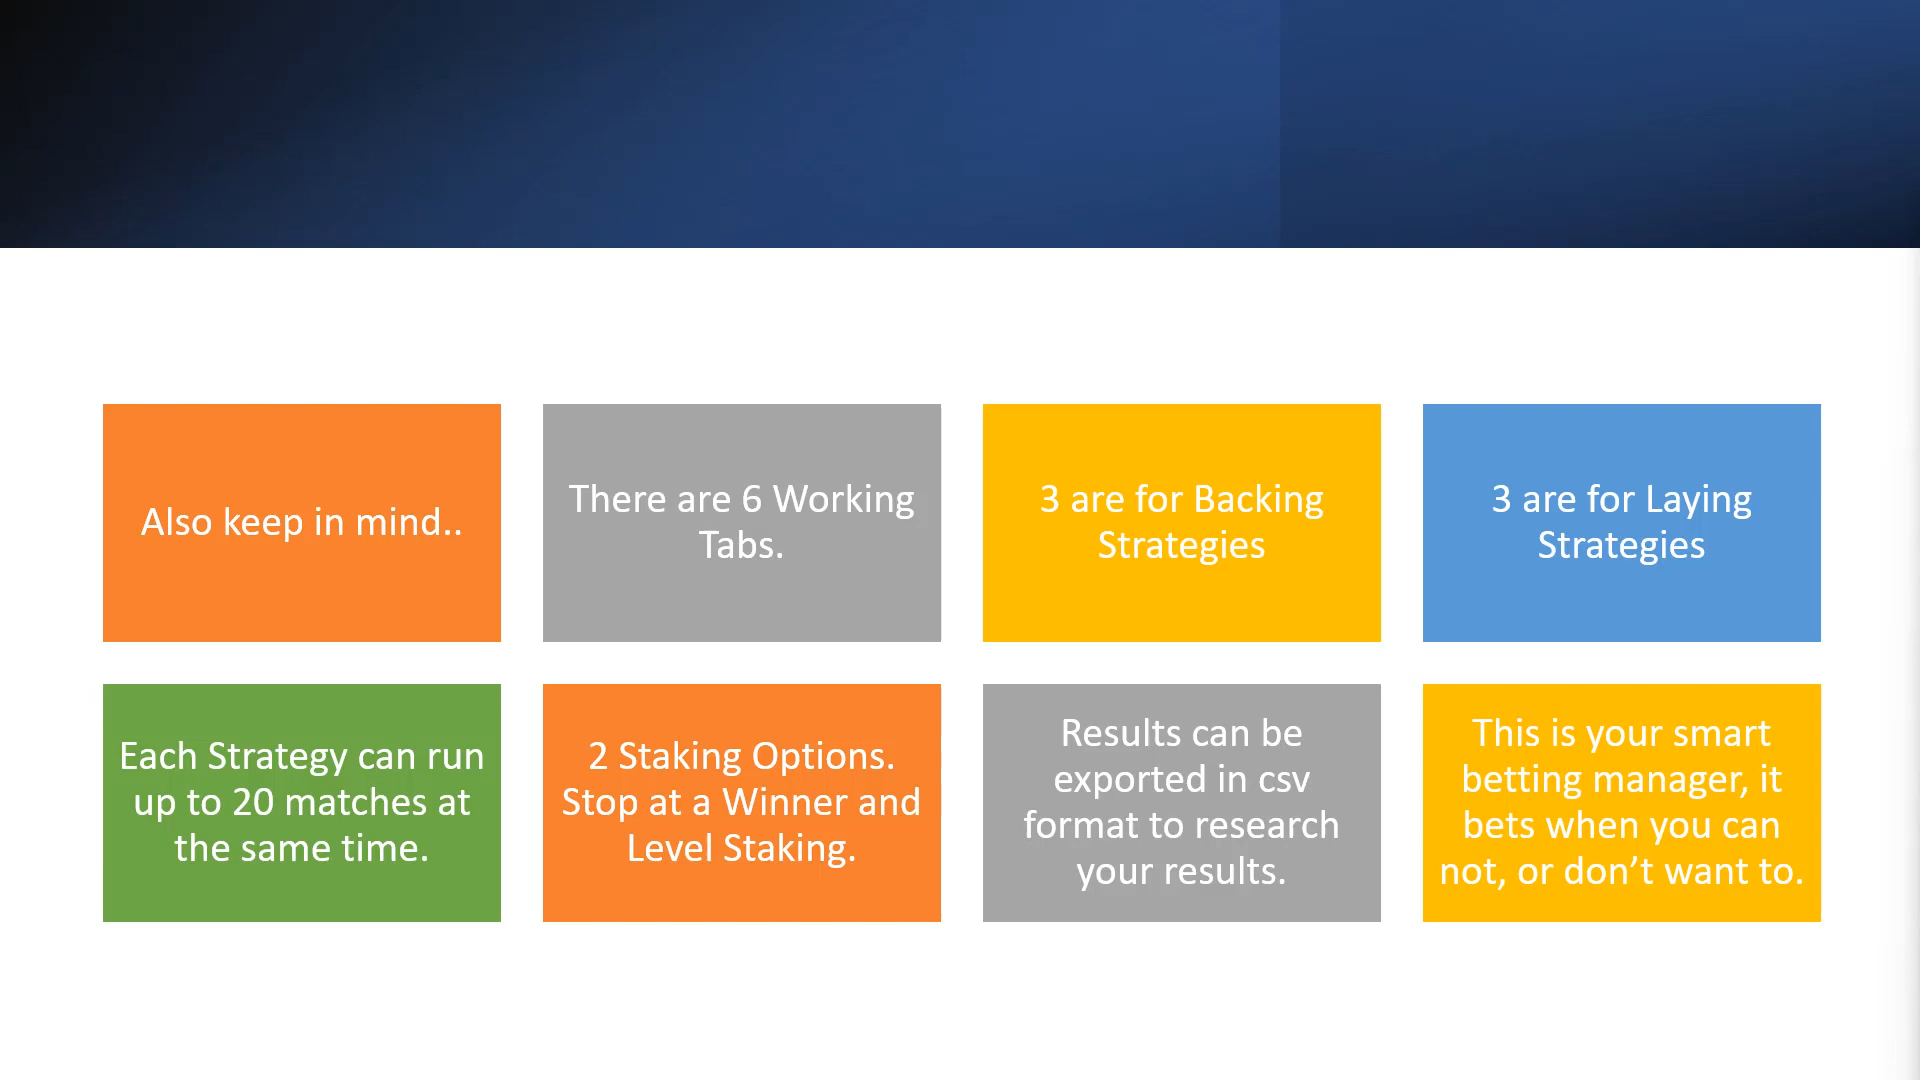 Also keep in mind..
There are 6 Working
Tabs.
3 are for Backing
Strategies
3 are for Laying
Strategies
Each Strategy can run
up to 20 matches at
the same time.
2 Staking Options.
Stop at a Winner and
Level Staking.
Results can be
exported in csv
format to research
your results.
This is your smart
betting manager, it
bets when you can
not, or don’t want to.